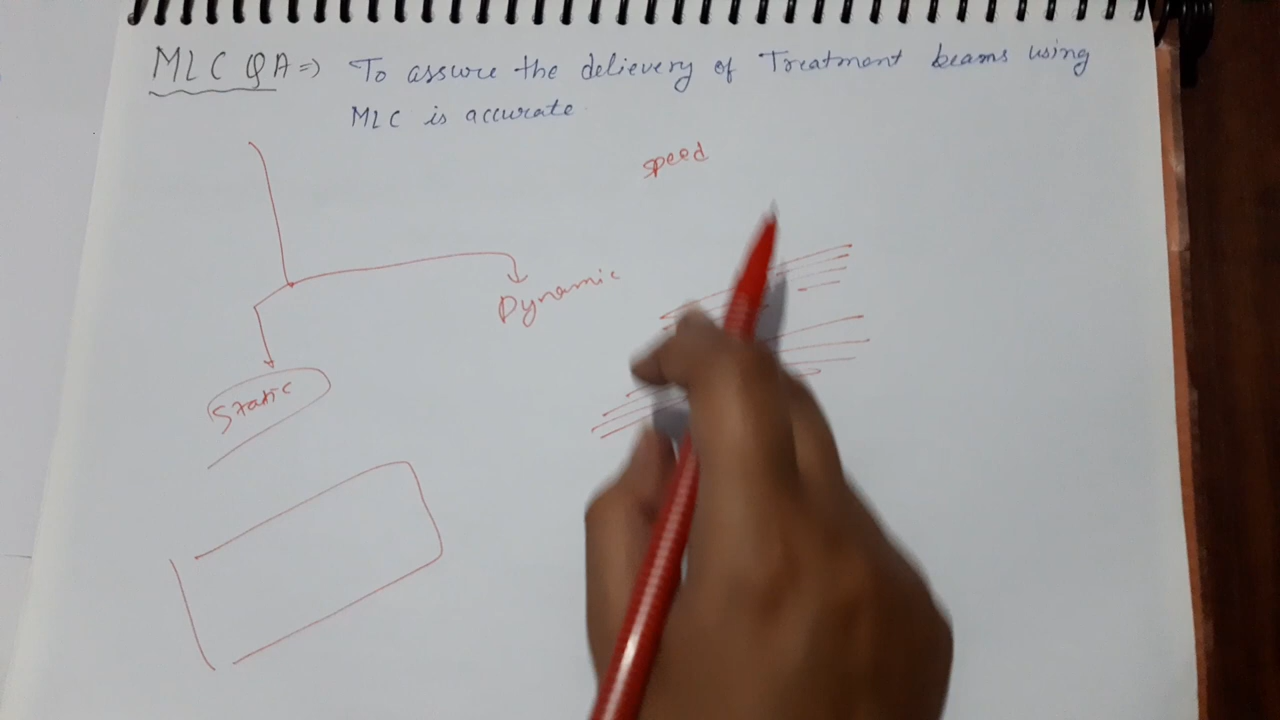 MLC QA => To assure the delievery of Treatment beams using
MLC is accurate
speed
Dynamic
Static